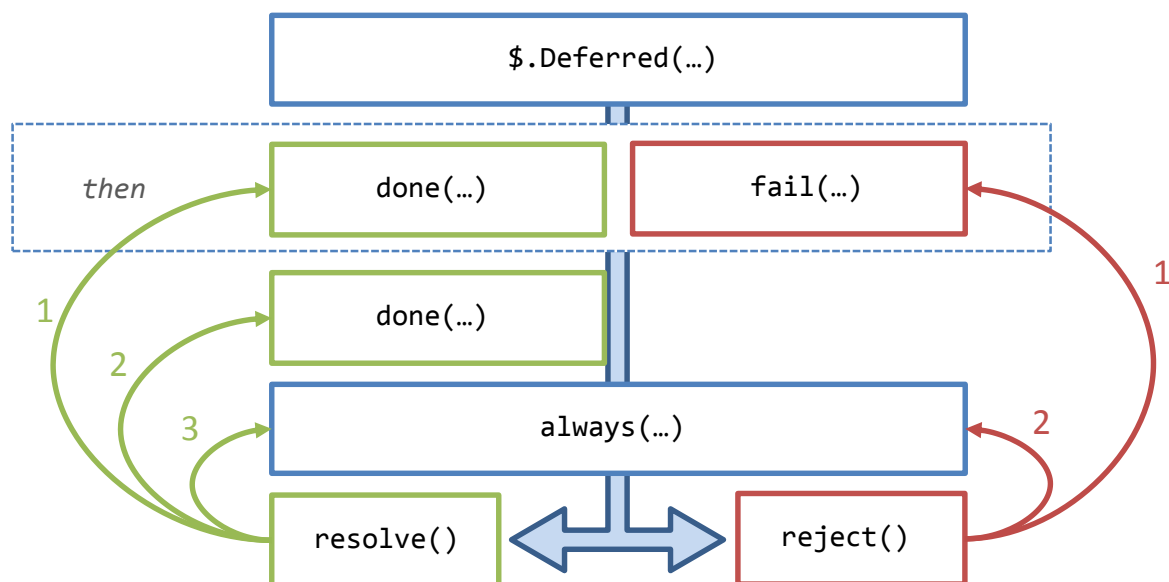 $.Deferred(…)
then
done(…)
fail(…)
1
1
done(…)
2
3
always(…)
2
resolve()
reject()